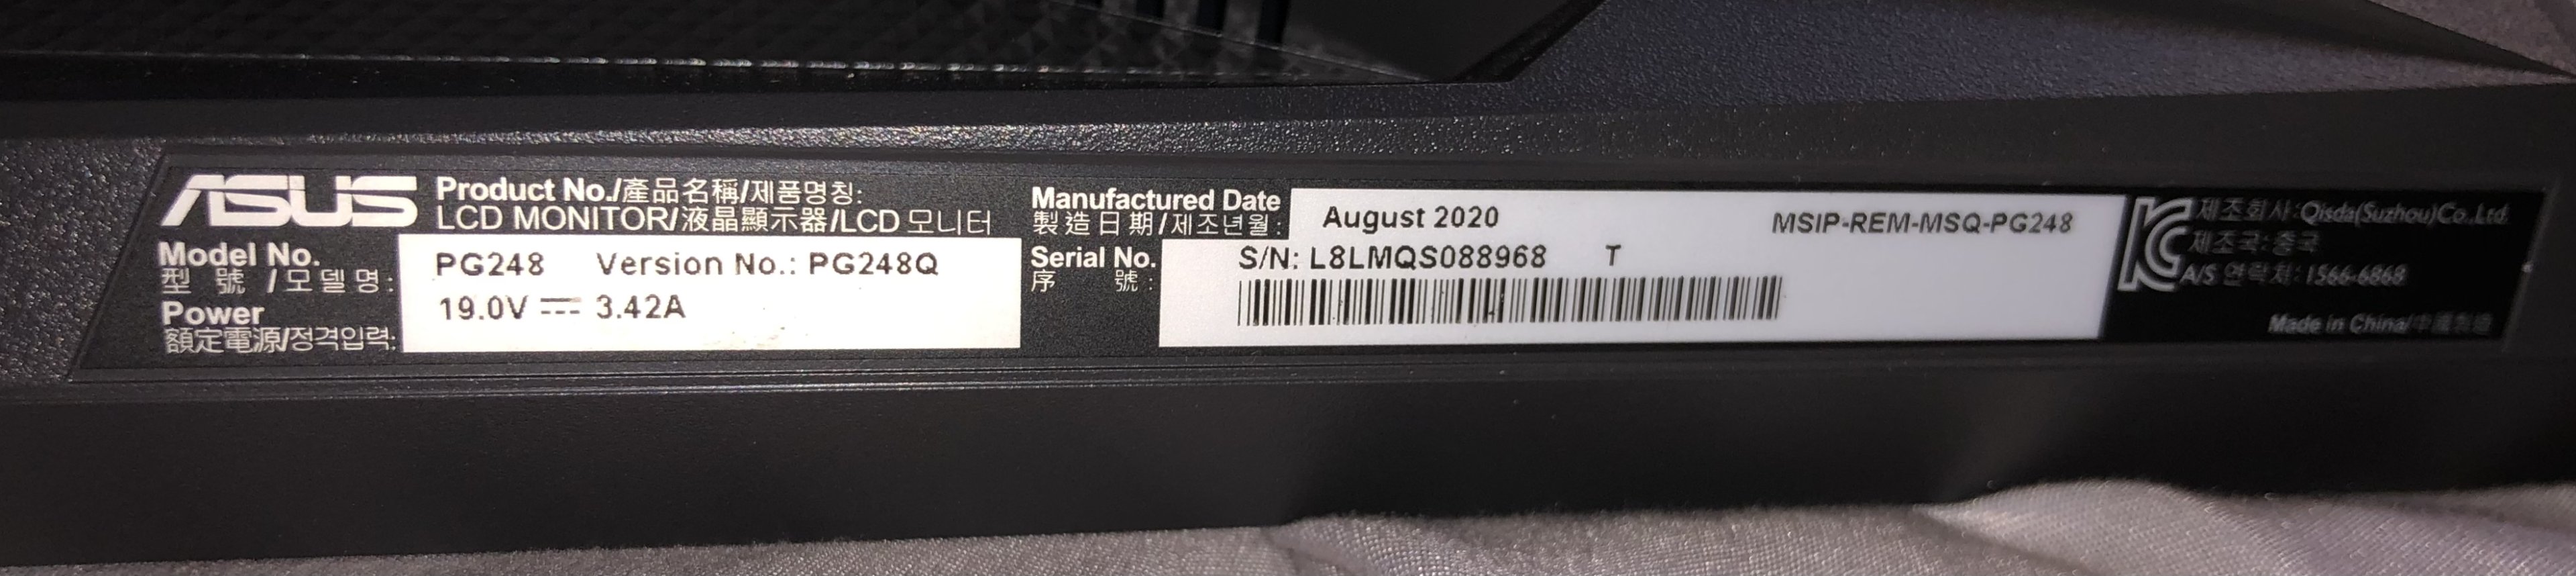 ASUS
Product No./產品名稱/제품명칭:
LCD MONITOR/液晶顯示器/LCD 모니터
Model No.
型 號 /모델명:
PG248 Version No.: PG248Q
Power
額定電源/정격입력:
19.0V ⎓ 3.42A
Manufactured Date
製造日期/제조년월:
August 2020
MSIP-REM-MSQ-PG248
Serial No.
序 號:
S/N: L8LMQS088968 T
제조회사:Qisda(Suzhou)Co.,Ltd.
제조국:중국
A/S 연락처:1566-6868
Made in China/中國製造